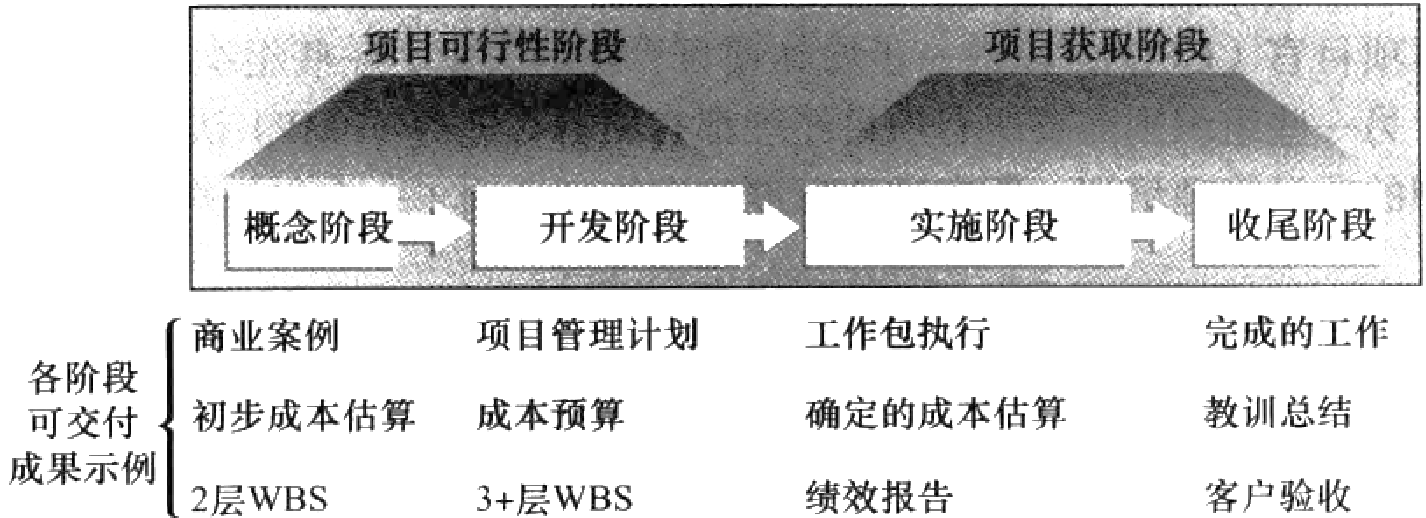 项目可行性阶段 项目获取阶段
概念阶段 开发阶段 实施阶段 收尾阶段
各阶段
可交付
成果示例
商业案例 项目管理计划 工作包执行 完成的工作
初步成本估算 成本预算 确定的成本估算 教训总结
2层WBS 3+层WBS 绩效报告 客户验收